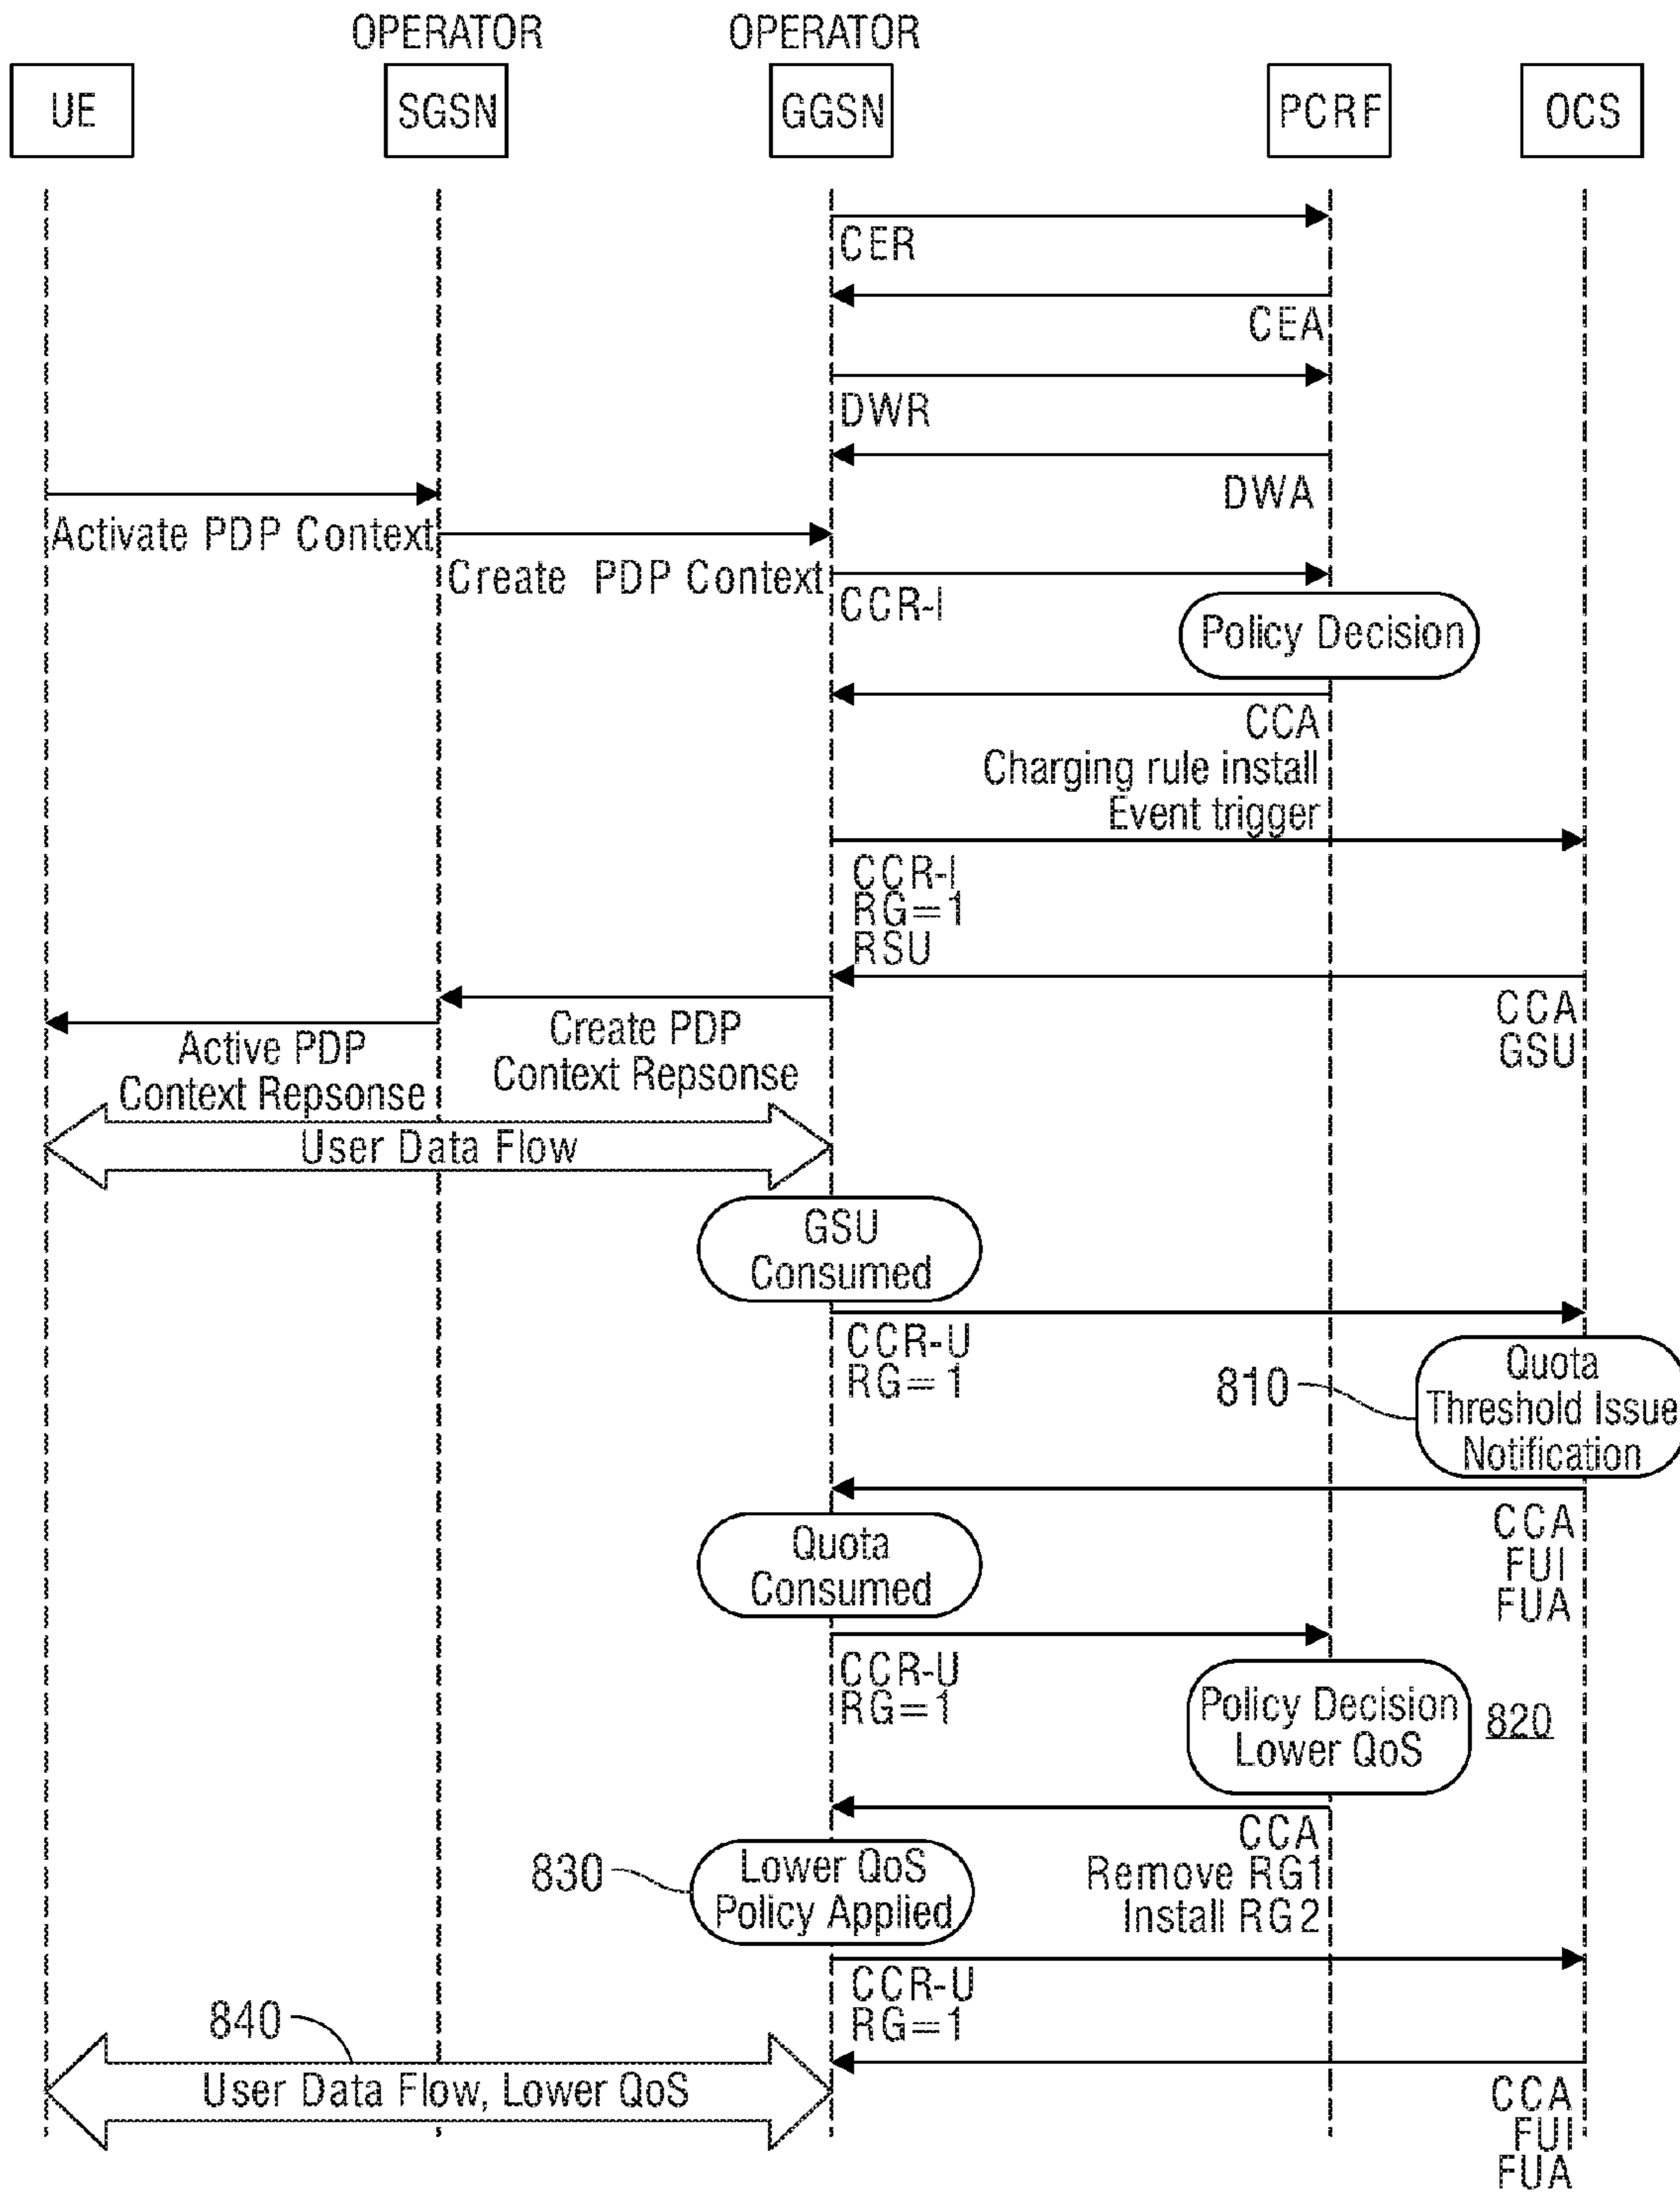 OPERATOR OPERATOR
UE SGSN GGSN PCRF OCS
CER
CEA
DWR
DWA
Activate PDP Context
Create PDP Context
CCR-I
Policy Decision
CCA
Charging rule install
Event trigger
CCR-I
RG=1
RSU
CCA
GSU
Create PDP
Context Repsonse
Active PDP
Context Repsonse
User Data Flow
GSU
Consumed
CCR-U
RG=1
810
Quota
Threshold Issue
Notification
CCA
FUI
FUA
Quota
Consumed
CCR-U
RG=1
Policy Decision
Lower QoS
820
CCA
Remove RG1
Install RG2
830
Lower QoS
Policy Applied
CCR-U
RG=1
840
User Data Flow, Lower QoS
CCA
FUI
FUA